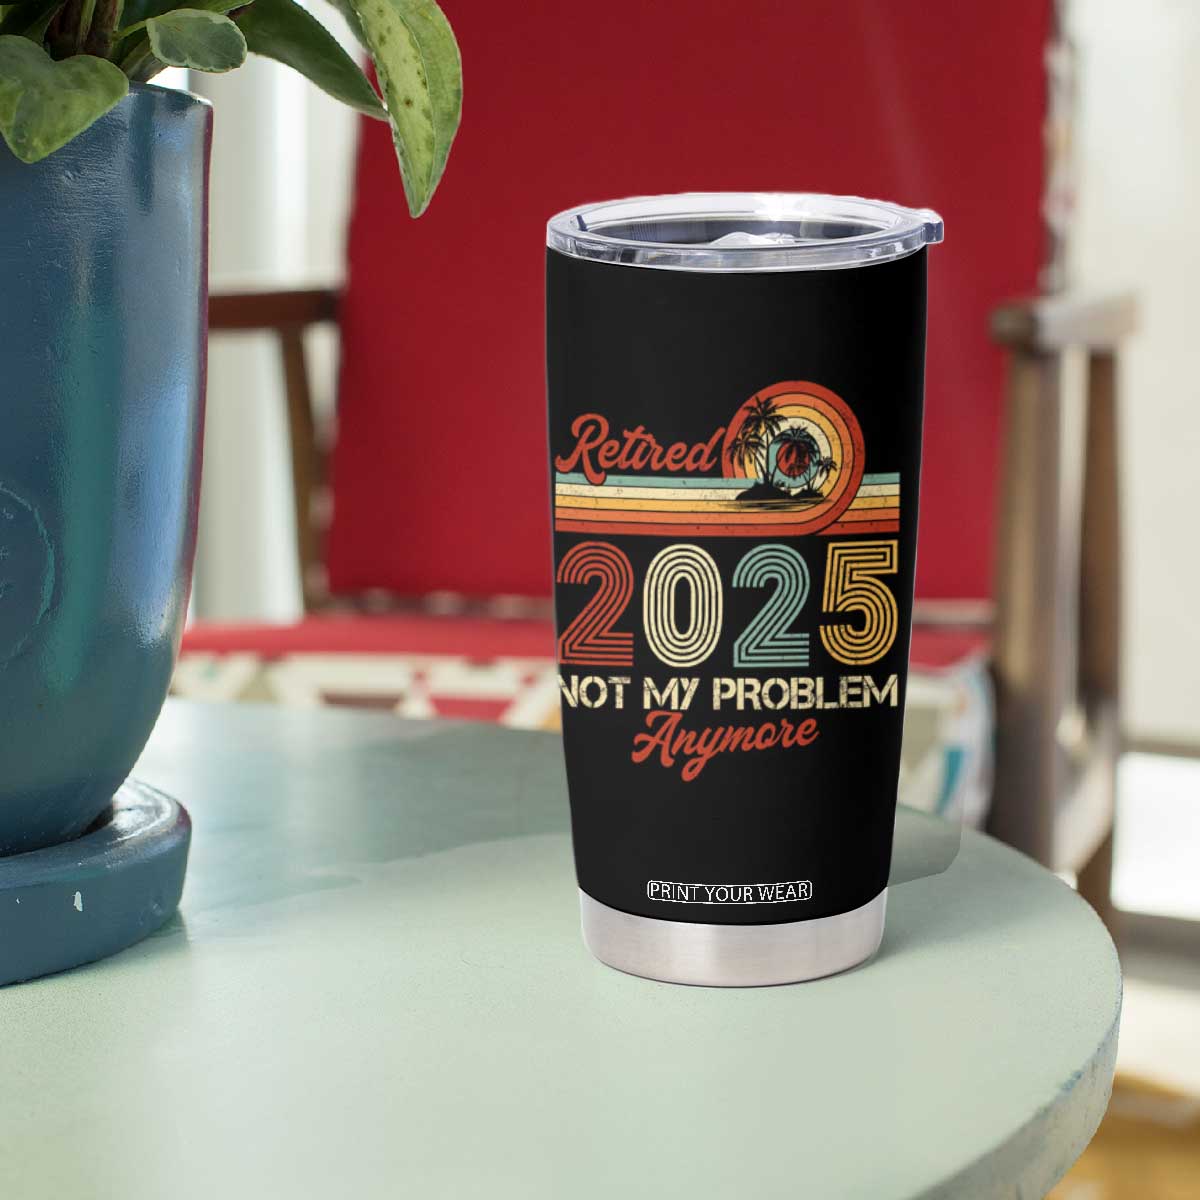 Retired
2025
NOT MY PROBLEM
Anymore
PRINT YOUR WEAR